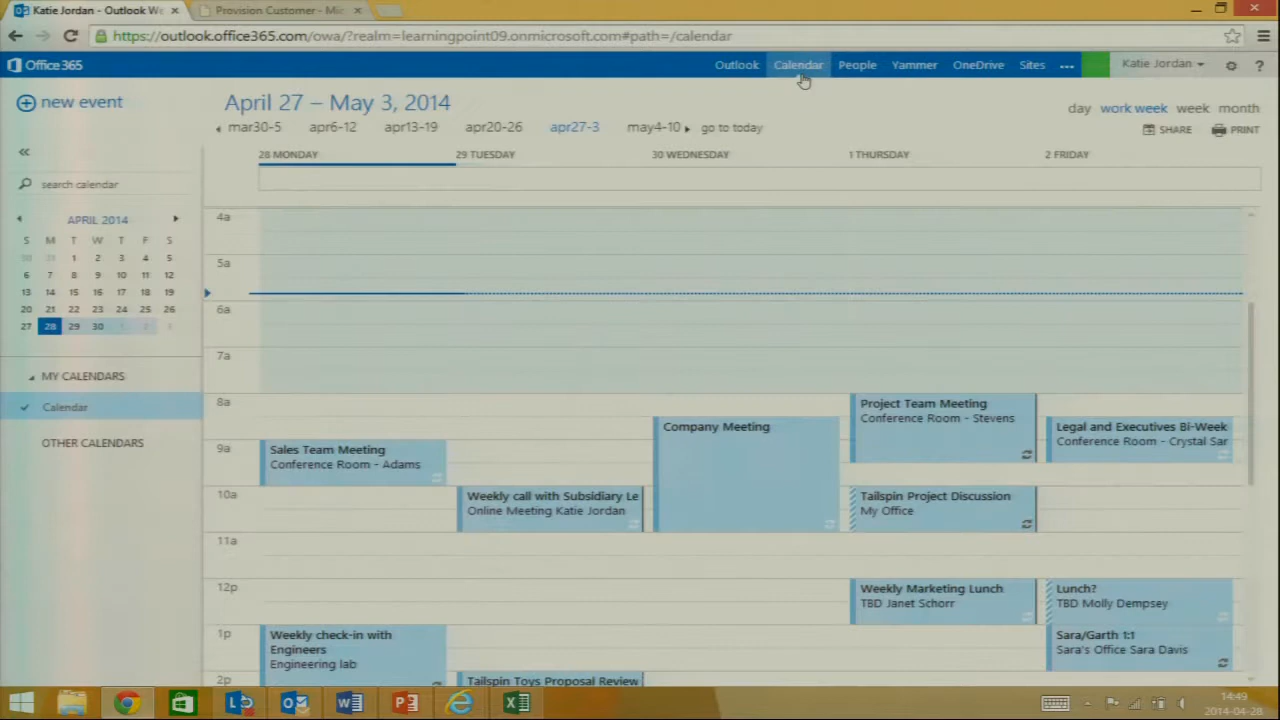 Katie Jordan - Outlook We
Provision Customer - Mic
https://outlook.office365.com/owa/?realm=learningpoint09.onmicrosoft.com#path=/calendar
Office 365
Outlook Calendar People Yammer OneDrive Sites ... Katie Jordan ?
new event
April 27 – May 3, 2014
day work week week month
mar30-5 apr6-12 apr13-19 apr20-26 apr27-3 may4-10 go to today
SHARE PRINT
28 MONDAY 29 TUESDAY 30 WEDNESDAY 1 THURSDAY 2 FRIDAY
search calendar
APRIL 2014
S M T W T F S
30 31 1 2 3 4 5
6 7 8 9 10 11 12
13 14 15 16 17 18 19
20 21 22 23 24 25 26
27 28 29 30 1 2 3
MY CALENDARS
Calendar
OTHER CALENDARS
4a
5a
6a
7a
8a
Project Team Meeting
Conference Room - Stevens
Company Meeting
Legal and Executives Bi-Week
Conference Room - Crystal Sar
9a
Sales Team Meeting
Conference Room - Adams
10a
Weekly call with Subsidiary Le
Online Meeting Katie Jordan
Tailspin Project Discussion
My Office
11a
12p
Weekly Marketing Lunch
TBD Janet Schorr
Lunch?
TBD Molly Dempsey
1p
Weekly check-in with
Engineers
Engineering lab
Sara/Garth 1:1
Sara's Office Sara Davis
2p
Tailspin Toys Proposal Review
14:49
2014-04-28